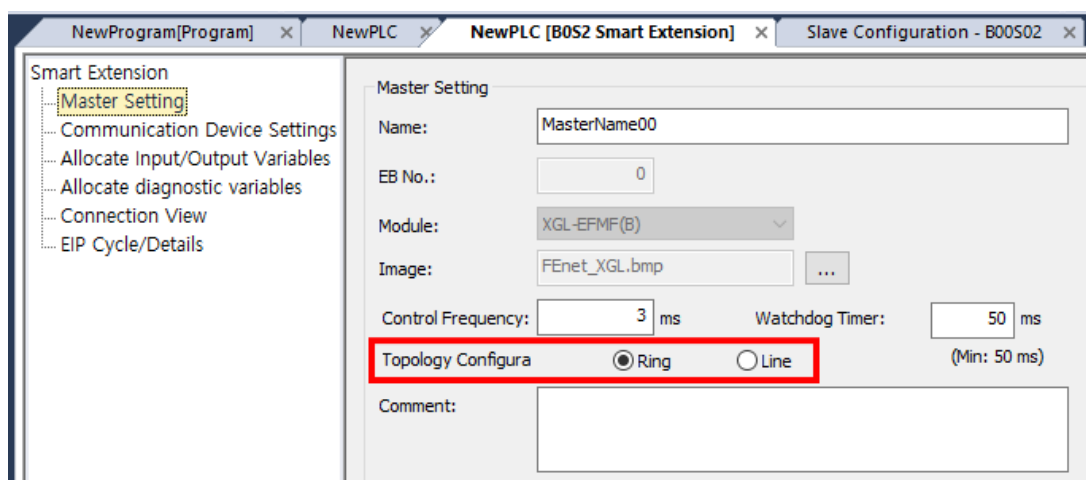 NewProgram[Program] × NewPLC × NewPLC [B0S2 Smart Extension] × Slave Configuration - B00S02 ×
Smart Extension
Master Setting
Communication Device Settings
Allocate Input/Output Variables
Allocate diagnostic variables
Connection View
EIP Cycle/Details
Master Setting
Name: MasterName00
EB No.: 0
Module: XGL-EFMF(B)
Image: FEnet_XGL.bmp ...
Control Frequency: 3 ms Watchdog Timer: 50 ms
Topology Configura Ring Line (Min: 50 ms)
Comment: